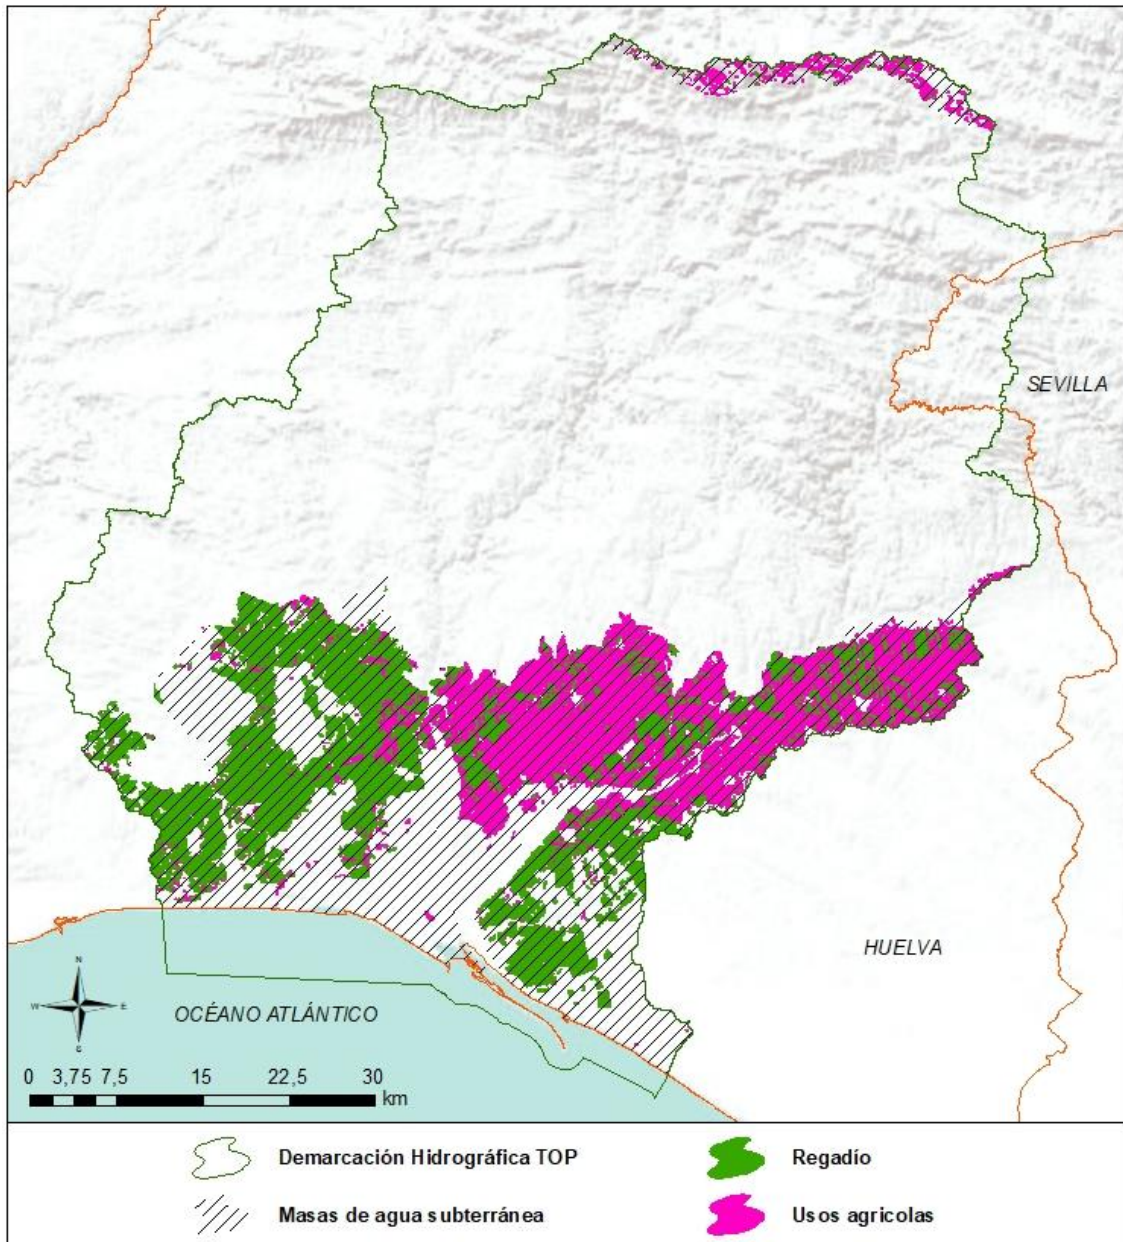 SEVILLA
HUELVA
OCÉANO ATLÁNTICO
N
W E
S
0 3,75 7,5 15 22,5 30
km
Demarcación Hidrográfica TOP
Regadío
Masas de agua subterránea
Usos agricolas